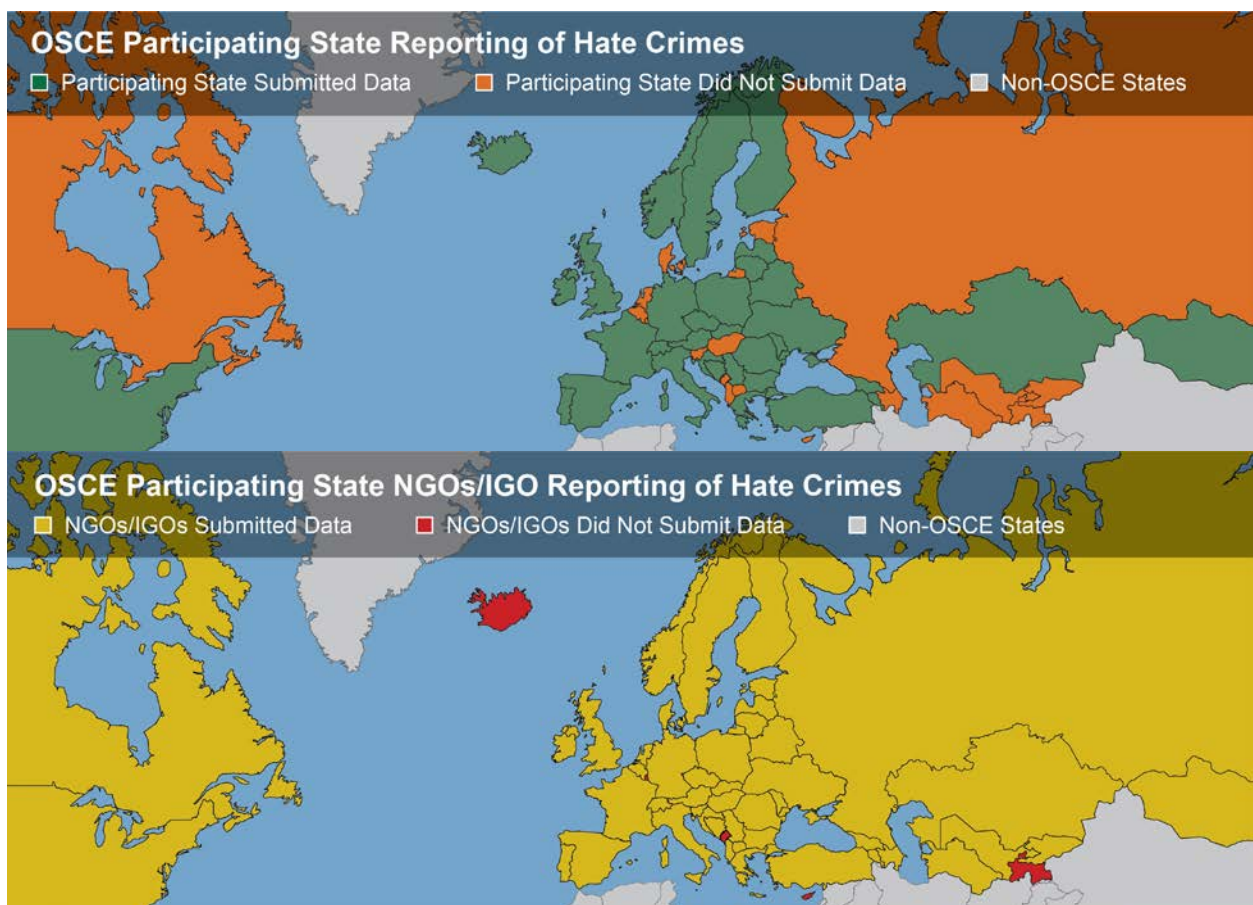 OSCE Participating State Reporting of Hate Crimes
Participating State Submitted Data Participating State Did Not Submit Data Non-OSCE States
OSCE Participating State NGOs/IGO Reporting of Hate Crimes
NGOs/IGOs Submitted Data NGOs/IGOs Did Not Submit Data Non-OSCE States